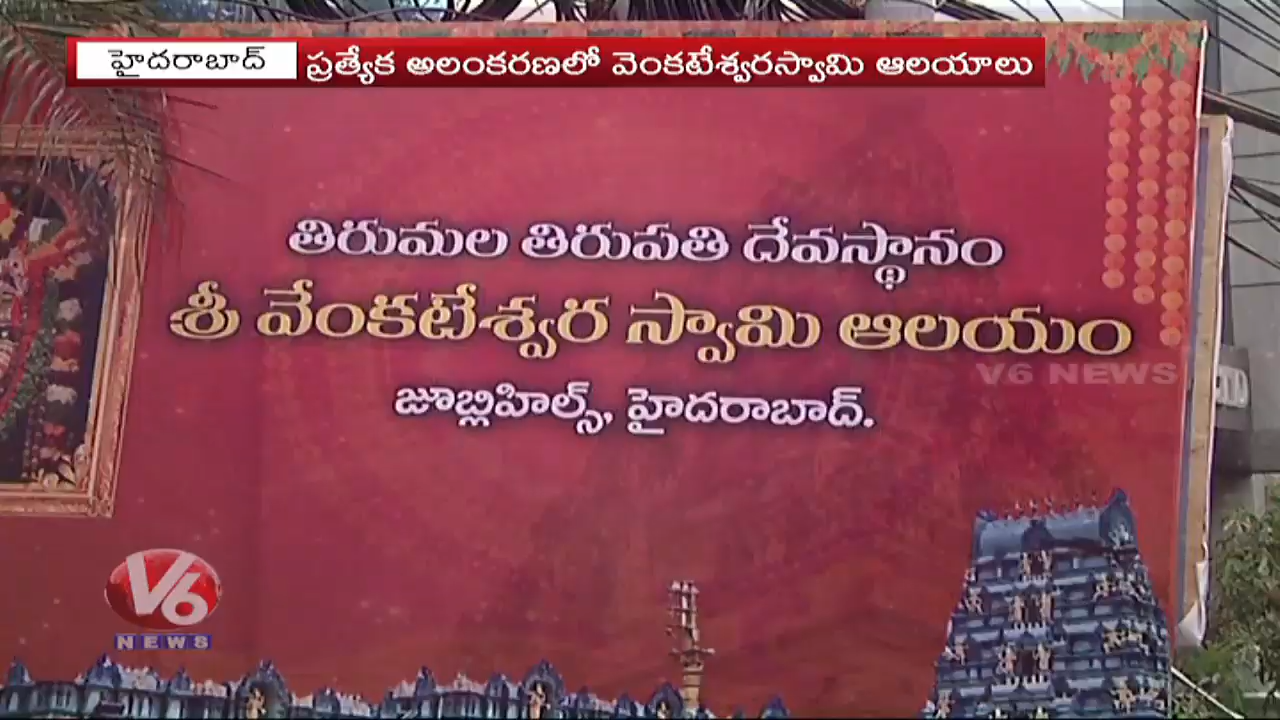 హైదరాబాద్ ప్రత్యేక అలంకరణలో వెంకటేశ్వరస్వామి ఆలయాలు
తిరుమల తిరుపతి దేవస్థానం
శ్రీ వేంకటేశ్వర స్వామి ఆలయం
V6 NEWS
జూబ్లిహిల్స్, హైదరాబాద్.
V6
NEWS